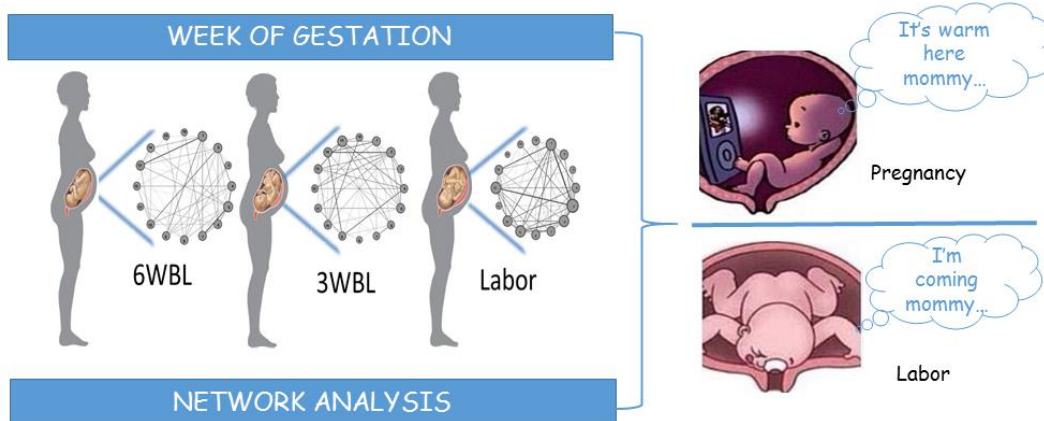 WEEK OF GESTATION
6WBL
3WBL
Labor
NETWORK ANALYSIS
It's warm
here
mommy...
Pregnancy
I'm
coming
mommy...
Labor